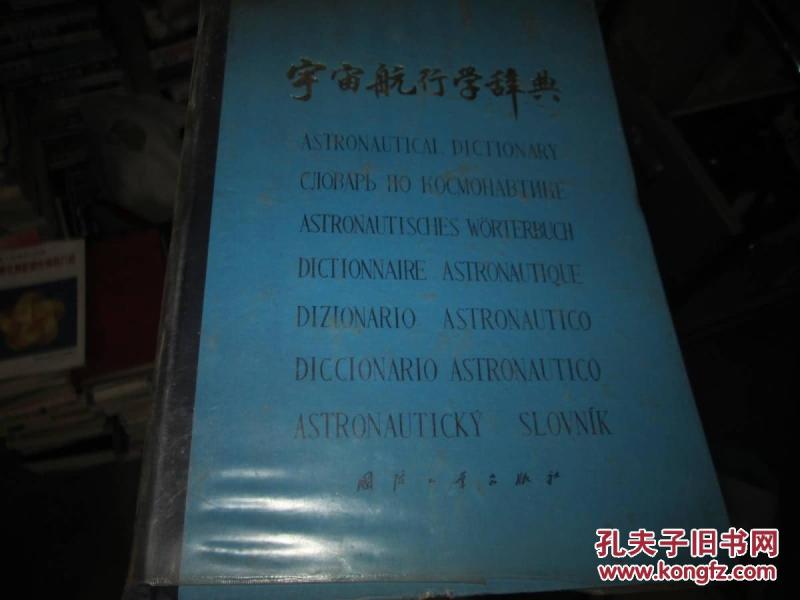 宇宙航行学辞典
ASTRONAUTICAL DICTIONARY
СЛОВАРЬ ПО КОСМОНАВТИКЕ
ASTRONAUTISCHES WÖRTERBUCH
DICTIONNAIRE ASTRONAUTIQUE
DIZIONARIO ASTRONAUTICO
DICCIONARIO ASTRONAUTICO
ASTRONAUTICKÝ SLOVNÍK
国防工业出版社
孔夫子旧书网
www.kongfz.com